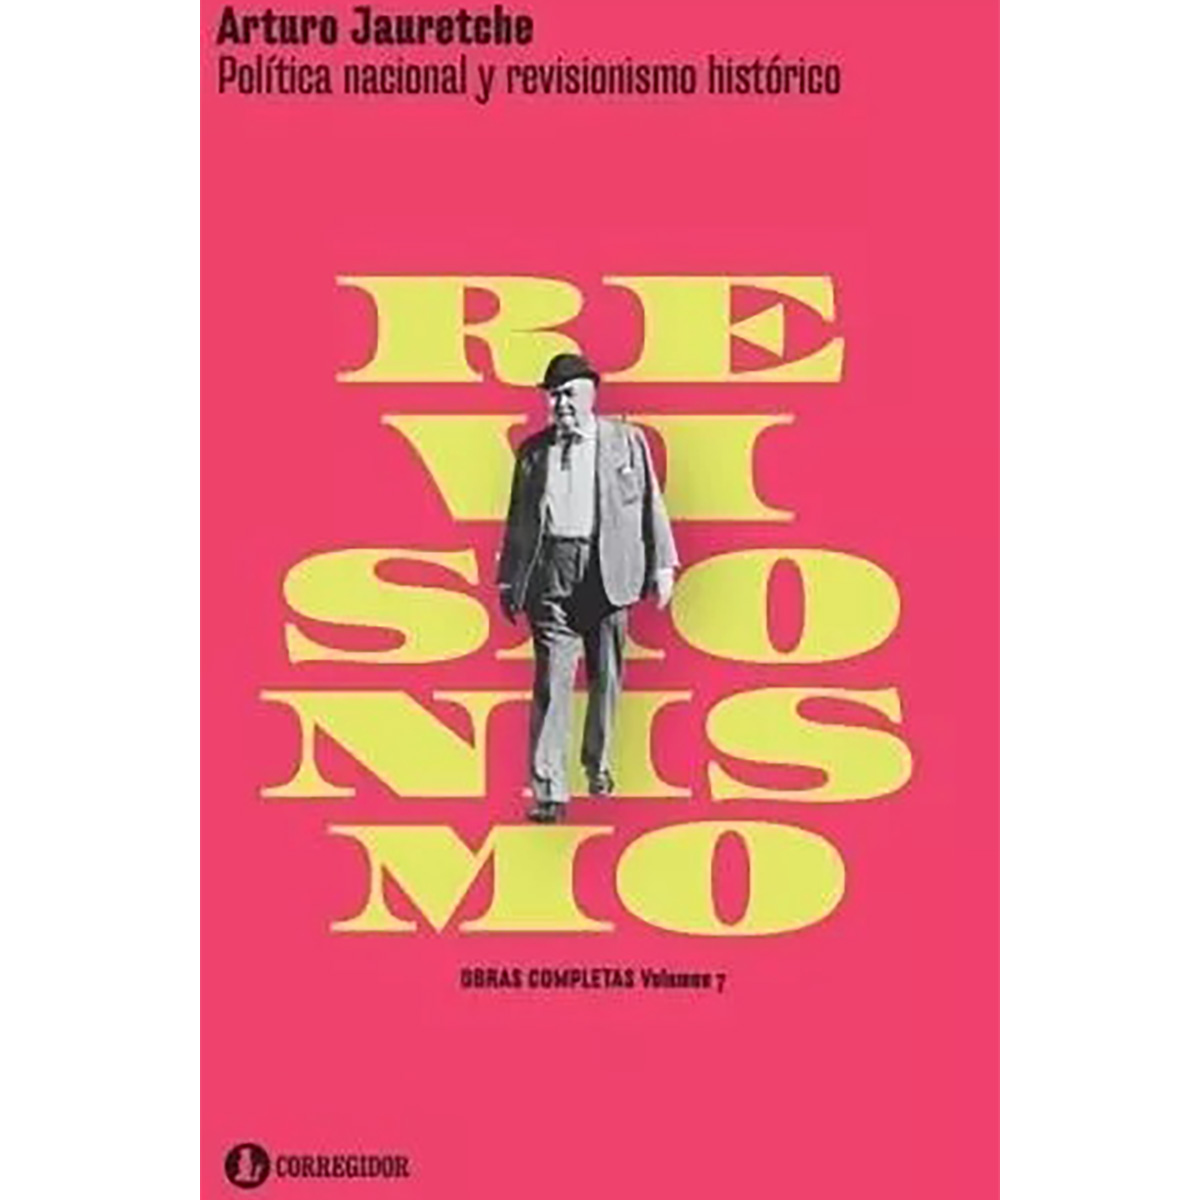 Arturo Jauretche
Política nacional y revisionismo histórico
RE
VI
SIO
NIS
MO
OBRAS COMPLETAS Volumen 7
CORREGIDOR